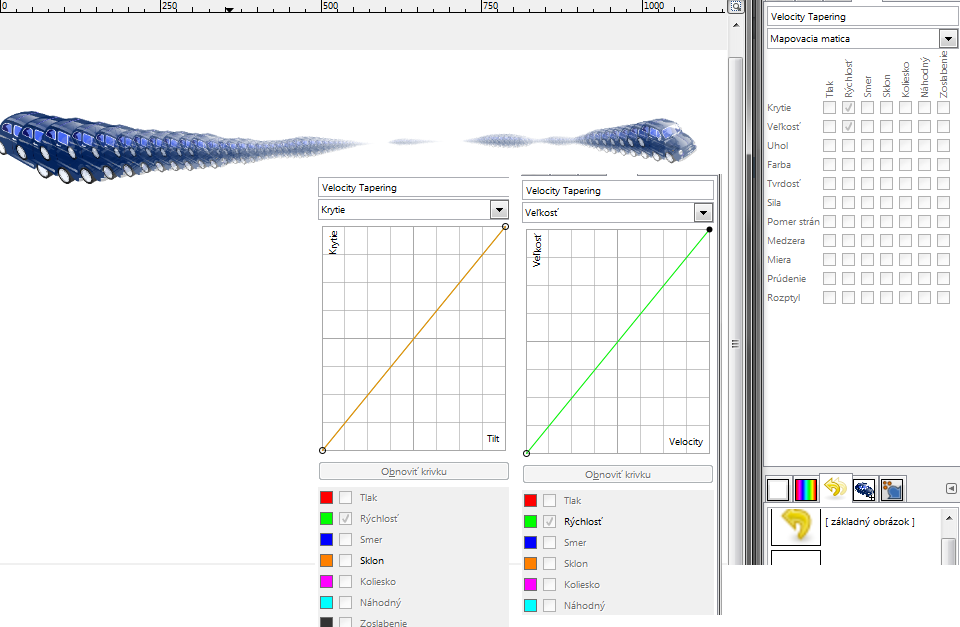 0 250 500 750 1000
Velocity Tapering
Mapovacia matica
Tlak Rýchlosť Smer Sklon Koliesko Náhodný Zoslabenie
Krytie
Veľkosť
Uhol
Farba
Tvrdosť
Sila
Pomer strán
Medzera
Miera
Prúdenie
Rozptyl
[ základný obrázok ]
Velocity Tapering
Krytie
Krytie
Tilt
Obnoviť krivku
Tlak
Rýchlosť
Smer
Sklon
Koliesko
Náhodný
Zoslabenie
Velocity Tapering
Veľkosť
Veľkosť
Velocity
Obnoviť krivku
Tlak
Rýchlosť
Smer
Sklon
Koliesko
Náhodný